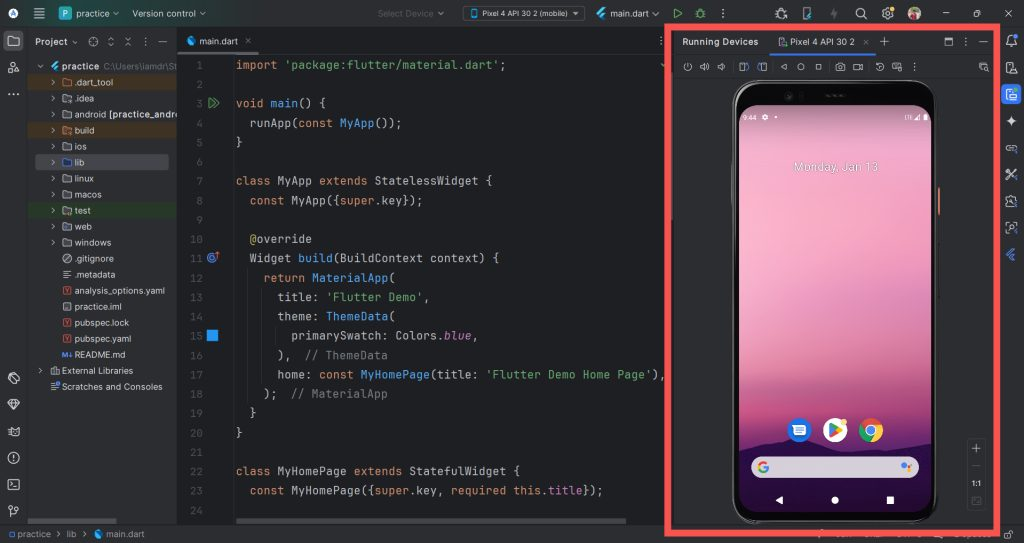 P practice
Version control
Select Device
Pixel 4 API 30 2 (mobile)
main.dart
Project
practice C:\Users\iamdr\St
.dart_tool
.idea
android [practice_andro
build
ios
lib
linux
macos
test
web
windows
.gitignore
.metadata
analysis_options.yaml
practice.iml
pubspec.lock
pubspec.yaml
README.md
External Libraries
Scratches and Consoles
main.dart
1 import 'package:flutter/material.dart';
2
3 void main() {
4 runApp(const MyApp());
5 }
6
7 class MyApp extends StatelessWidget {
8 const MyApp({super.key});
9
10 @override
11 Widget build(BuildContext context) {
12 return MaterialApp(
13 title: 'Flutter Demo',
14 theme: ThemeData(
15 primarySwatch: Colors.blue,
16 ), // ThemeData
17 home: const MyHomePage(title: 'Flutter Demo Home Page'),
18 ); // MaterialApp
19 }
20 }
21
22 class MyHomePage extends StatefulWidget {
23 const MyHomePage({super.key, required this.title});
24
Running Devices
Pixel 4 API 30 2
9:44
LTE
Monday, Jan 13
1:1
practice > lib > main.dart